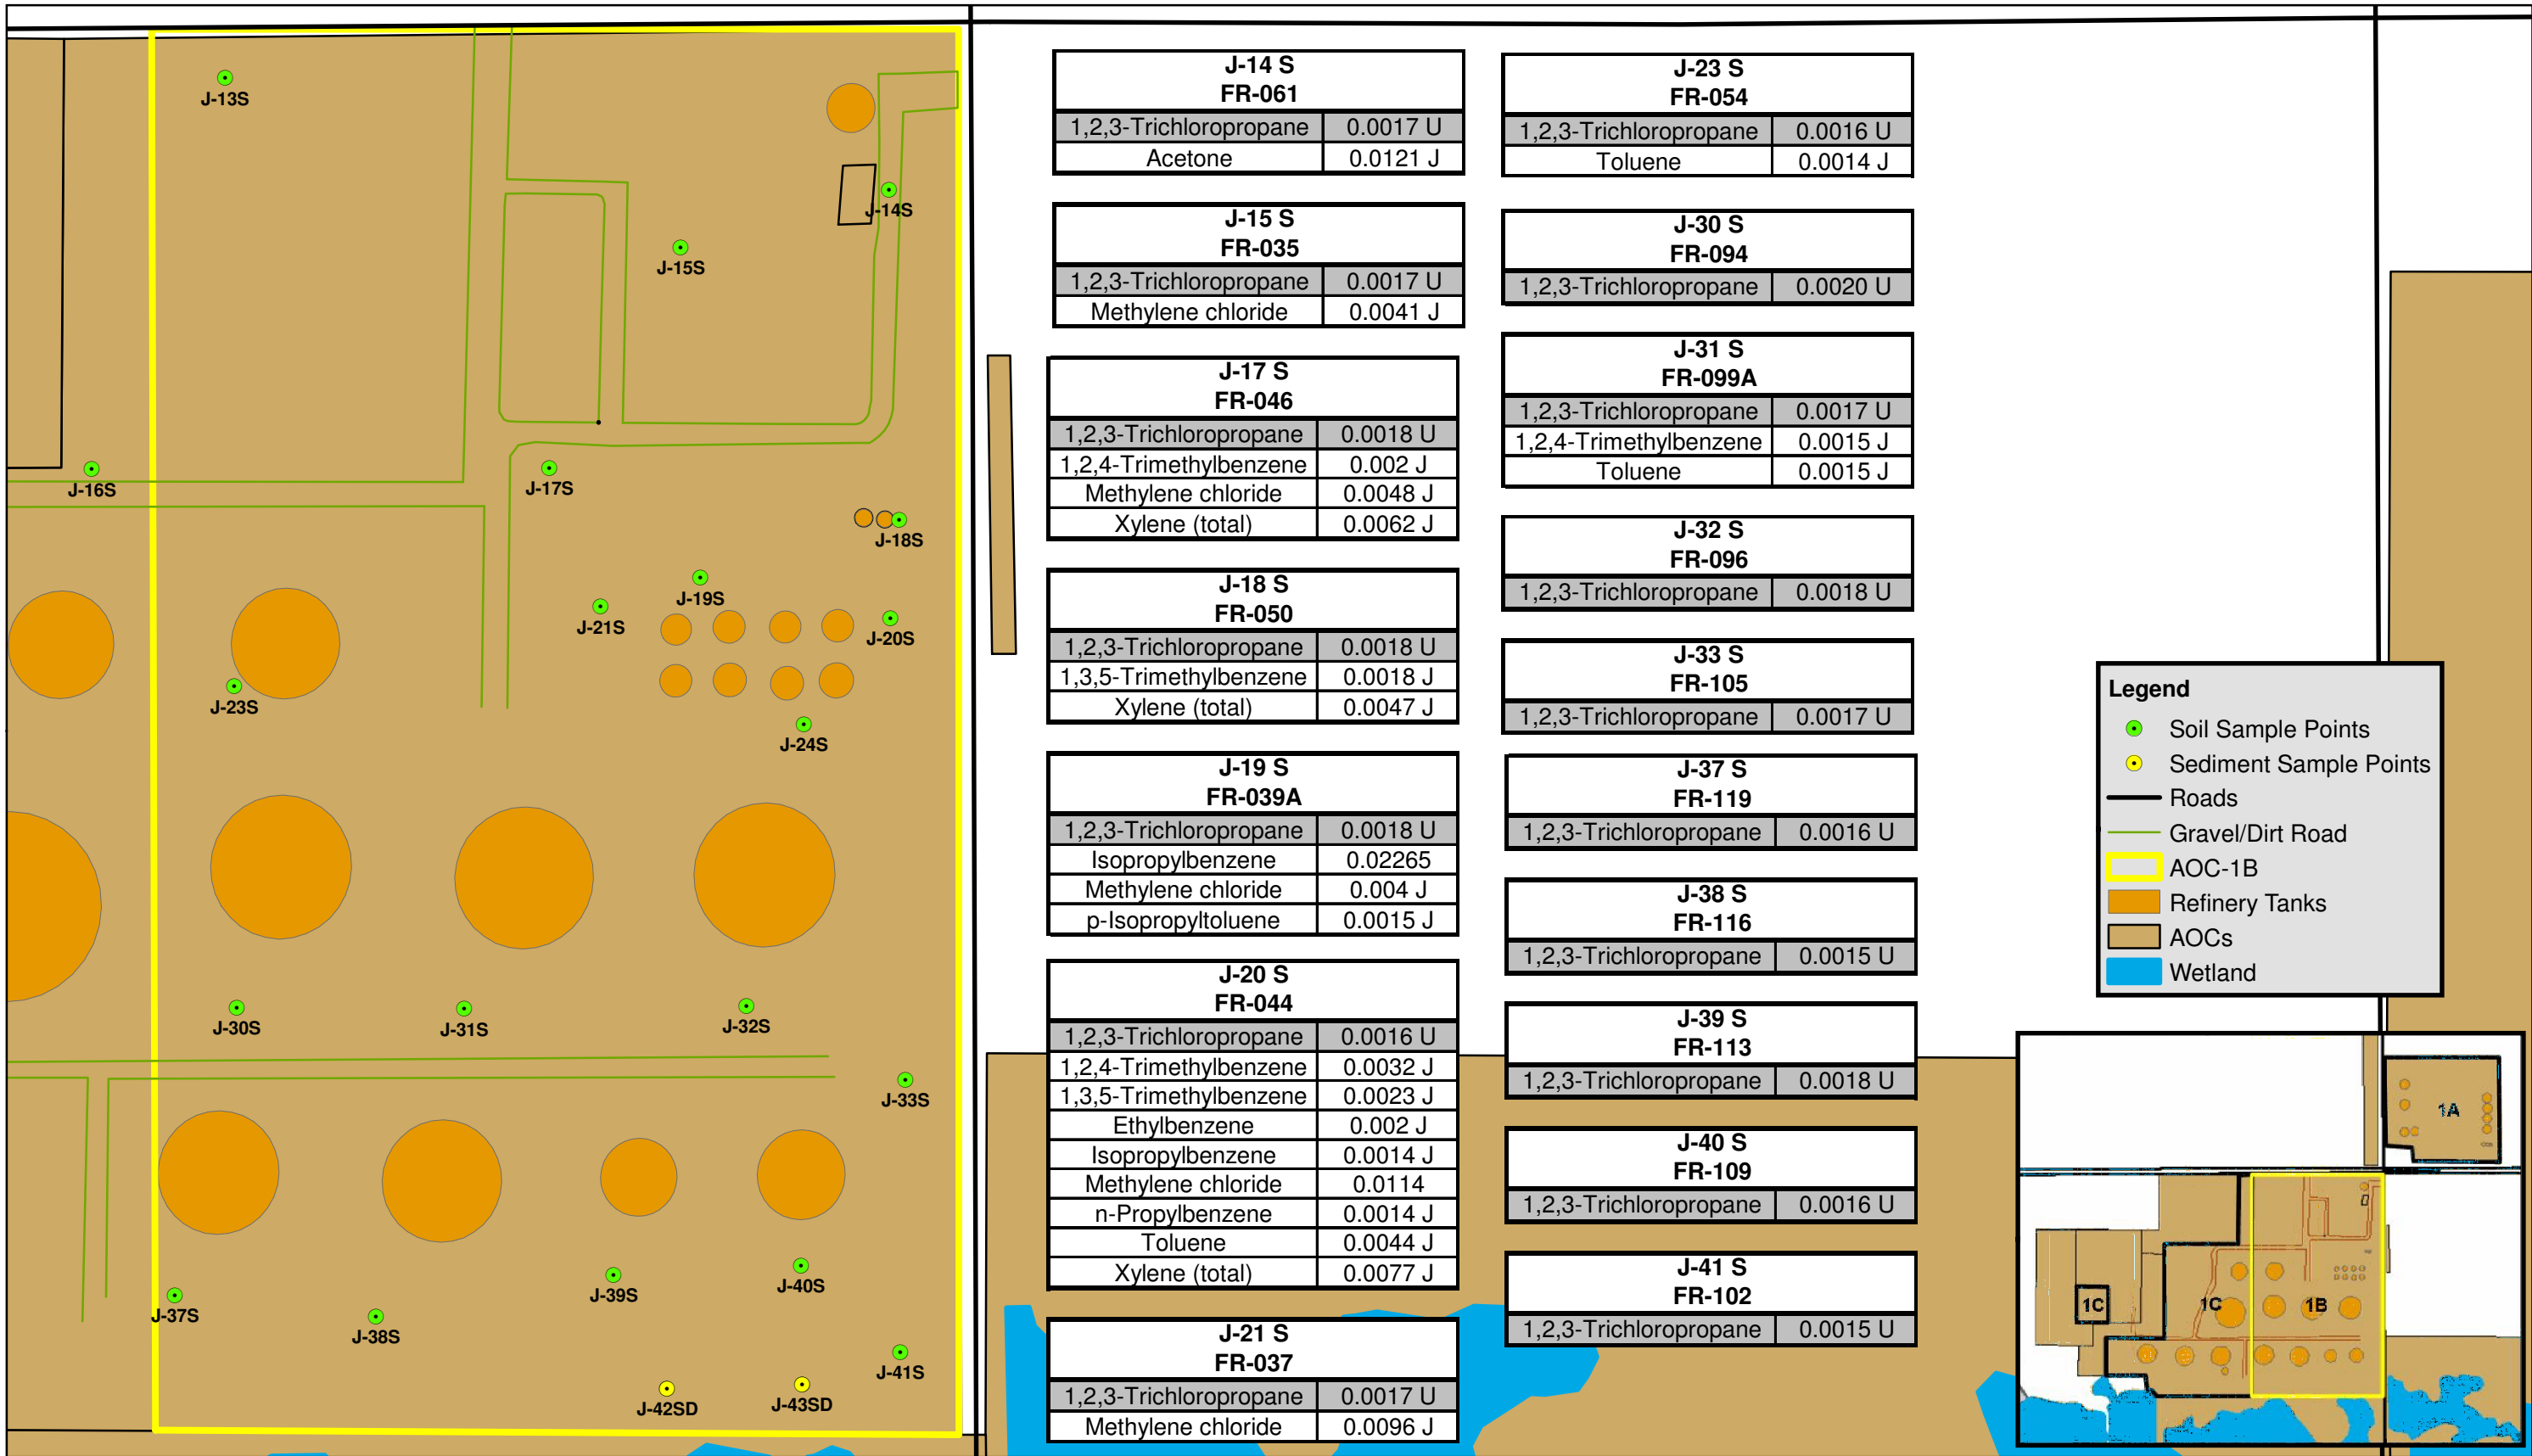 J-13S
J-14S
J-15S
J-16S
J-17S
J-18S
J-19S
J-21S
J-20S
J-23S
J-24S
J-30S
J-31S
J-32S
J-33S
J-37S
J-38S
J-39S
J-40S
J-41S
J-42SD
J-43SD
J-14 S
FR-061
1,2,3-Trichloropropane 0.0017 U
Acetone 0.0121 J
J-15 S
FR-035
1,2,3-Trichloropropane 0.0017 U
Methylene chloride 0.0041 J
J-17 S
FR-046
1,2,3-Trichloropropane 0.0018 U
1,2,4-Trimethylbenzene 0.002 J
Methylene chloride 0.0048 J
Xylene (total) 0.0062 J
J-18 S
FR-050
1,2,3-Trichloropropane 0.0018 U
1,3,5-Trimethylbenzene 0.0018 J
Xylene (total) 0.0047 J
J-19 S
FR-039A
1,2,3-Trichloropropane 0.0018 U
Isopropylbenzene 0.02265
Methylene chloride 0.004 J
p-Isopropyltoluene 0.0015 J
J-20 S
FR-044
1,2,3-Trichloropropane 0.0016 U
1,2,4-Trimethylbenzene 0.0032 J
1,3,5-Trimethylbenzene 0.0023 J
Ethylbenzene 0.002 J
Isopropylbenzene 0.0014 J
Methylene chloride 0.0114
n-Propylbenzene 0.0014 J
Toluene 0.0044 J
Xylene (total) 0.0077 J
J-21 S
FR-037
1,2,3-Trichloropropane 0.0017 U
Methylene chloride 0.0096 J
J-23 S
FR-054
1,2,3-Trichloropropane 0.0016 U
Toluene 0.0014 J
J-30 S
FR-094
1,2,3-Trichloropropane 0.0020 U
J-31 S
FR-099A
1,2,3-Trichloropropane 0.0017 U
1,2,4-Trimethylbenzene 0.0015 J
Toluene 0.0015 J
J-32 S
FR-096
1,2,3-Trichloropropane 0.0018 U
J-33 S
FR-105
1,2,3-Trichloropropane 0.0017 U
J-37 S
FR-119
1,2,3-Trichloropropane 0.0016 U
J-38 S
FR-116
1,2,3-Trichloropropane 0.0015 U
J-39 S
FR-113
1,2,3-Trichloropropane 0.0018 U
J-40 S
FR-109
1,2,3-Trichloropropane 0.0016 U
J-41 S
FR-102
1,2,3-Trichloropropane 0.0015 U
Legend
Soil Sample Points
Sediment Sample Points
Roads
Gravel/Dirt Road
AOC-1B
Refinery Tanks
AOCs
Wetland
1A
1C
1C
1B